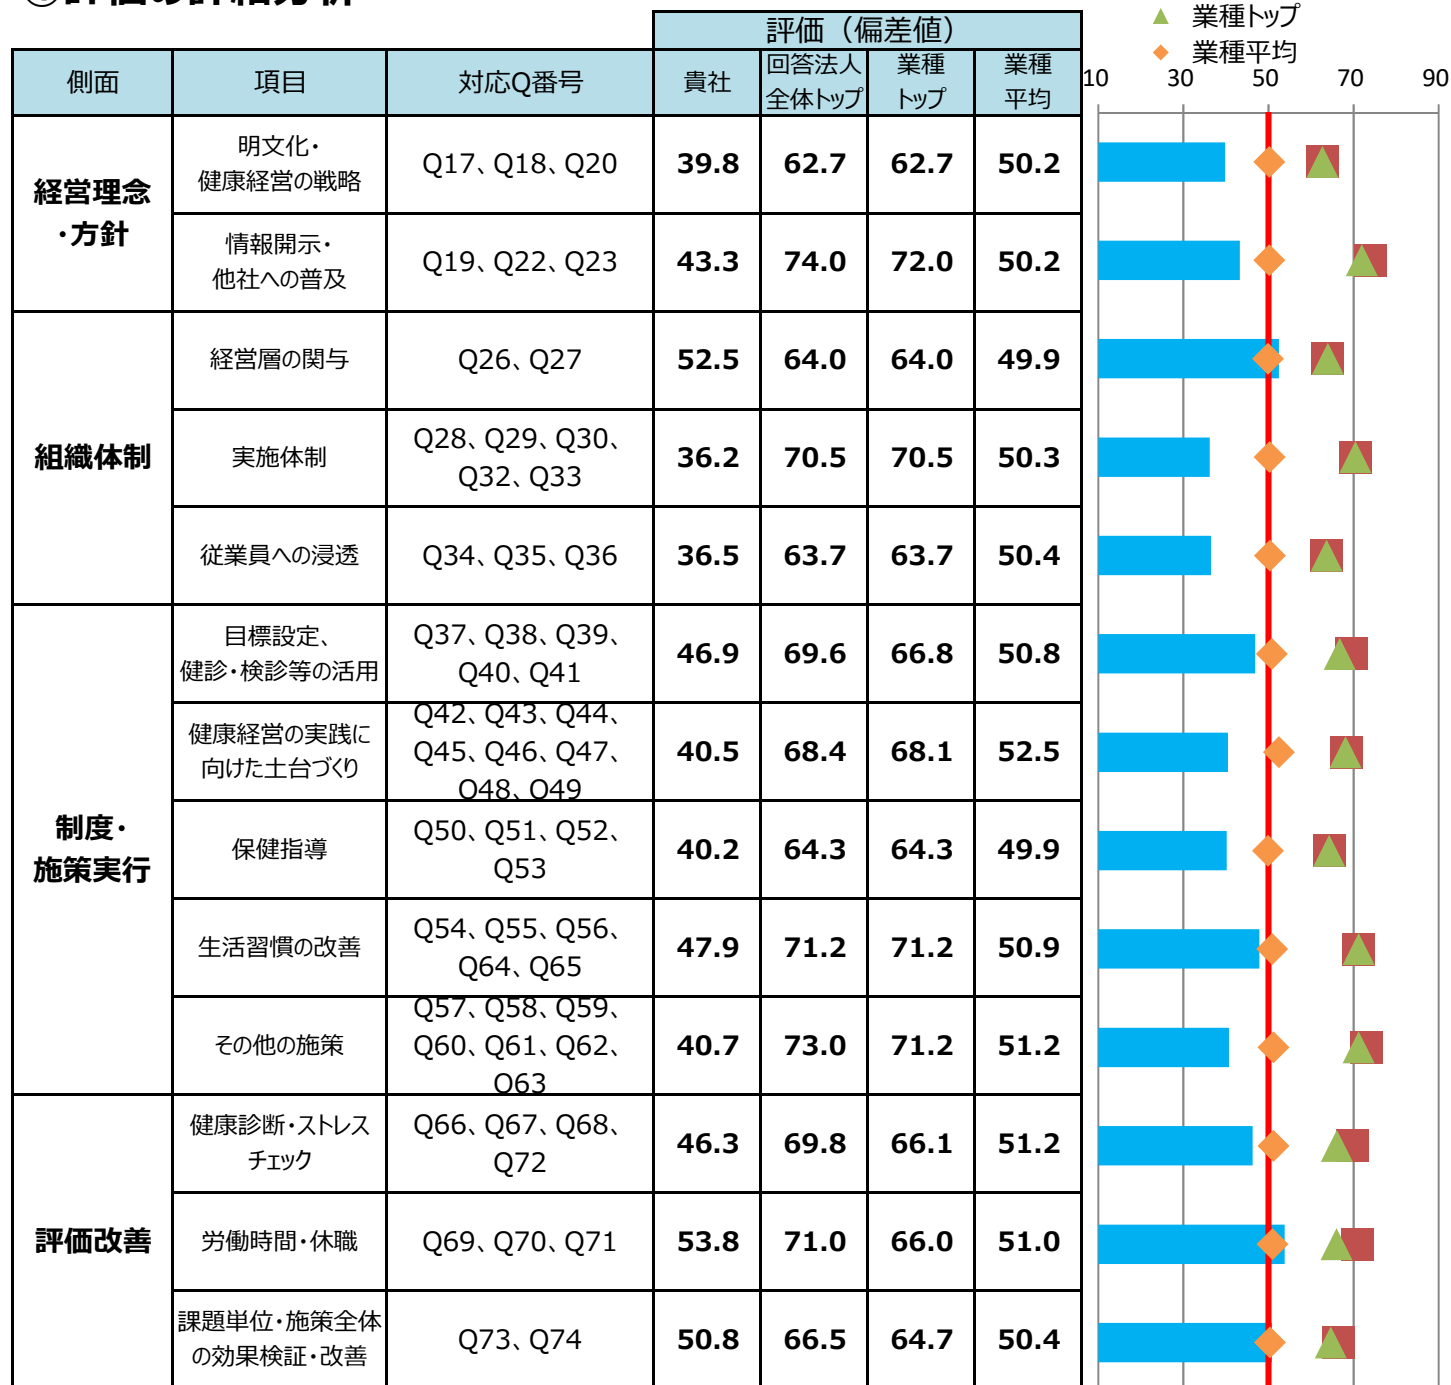 評価（偏差値）
▲ 業種トップ
◆ 業種平均
側面 項目 対応Q番号 貴社 回答法人 業種 業種
全体トップ トップ 平均
10 30 50 70 90
経営理念
・方針
明文化・
健康経営の戦略
Q17、Q18、Q20 39.8 62.7 62.7 50.2
情報開示・
他社への普及
Q19、Q22、Q23 43.3 74.0 72.0 50.2
組織体制
経営層の関与 Q26、Q27 52.5 64.0 64.0 49.9
実施体制
Q28、Q29、Q30、
Q32、Q33
36.2 70.5 70.5 50.3
従業員への浸透 Q34、Q35、Q36 36.5 63.7 63.7 50.4
制度・
施策実行
目標設定、
健診・検診等の活用
Q37、Q38、Q39、
Q40、Q41
46.9 69.6 66.8 50.8
健康経営の実践に
向けた土台づくり
Q42、Q43、Q44、
Q45、Q46、Q47、
Q48、Q49
40.5 68.4 68.1 52.5
保健指導
Q50、Q51、Q52、
Q53
40.2 64.3 64.3 49.9
生活習慣の改善
Q54、Q55、Q56、
Q64、Q65
47.9 71.2 71.2 50.9
その他の施策
Q57、Q58、Q59、
Q60、Q61、Q62、
Q63
40.7 73.0 71.2 51.2
評価改善
健康診断・ストレス
チェック
Q66、Q67、Q68、
Q72
46.3 69.8 66.1 51.2
労働時間・休職 Q69、Q70、Q71 53.8 71.0 66.0 51.0
課題単位・施策全体
の効果検証・改善
Q73、Q74 50.8 66.5 64.7 50.4